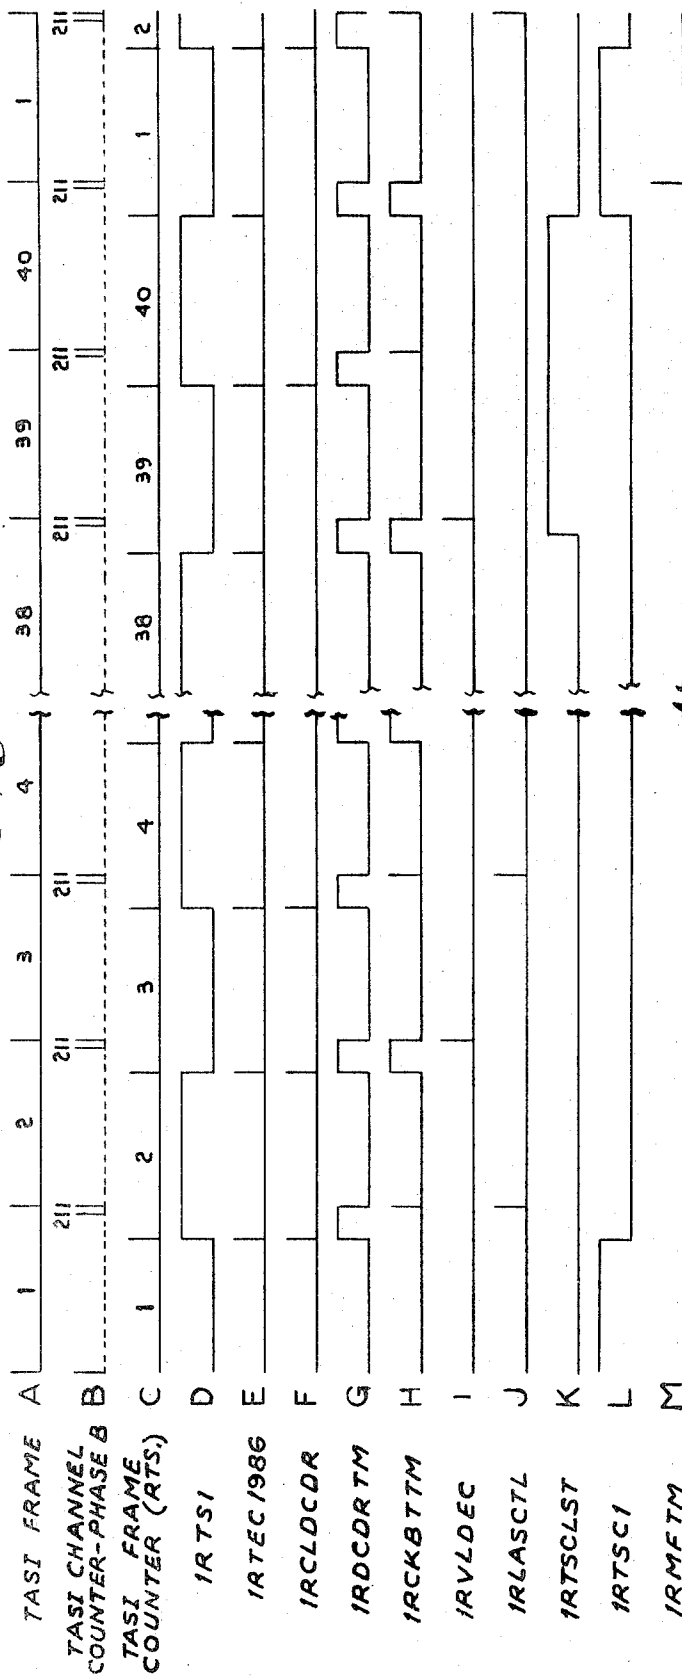 TASI FRAME A 1 2 3 4 38 39 40 1
TASI CHANNEL
COUNTER-PHASE B B 211 211 211 211 211 211 211
TASI FRAME
COUNTER (RTS.) C 1 2 3 4 38 39 40 1 2
1RTS1 D
1RTEC1986 E
1RCLDCDR F
1RDCDRTM G
1RCKBTTM H
1RVLDEC I
1RLASCTL J
1RTSCLST K
1RTSC1 L
1RMFTM M